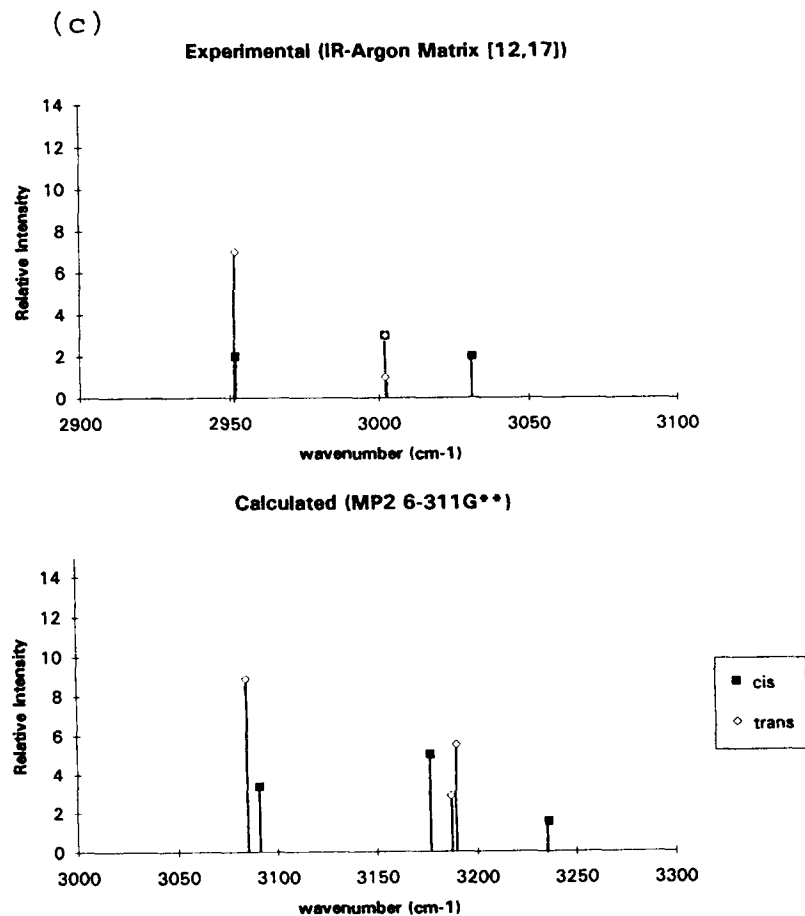 (c)
Experimental (IR-Argon Matrix [12,17])
14
12
10
8
6
4
2
0
Relative Intensity
2900 2950 3000 3050 3100
wavenumber (cm-1)
Calculated (MP2 6-311G**)
14
12
10
8
6
4
2
0
Relative Intensity
3000 3050 3100 3150 3200 3250 3300
wavenumber (cm-1)
cis
trans